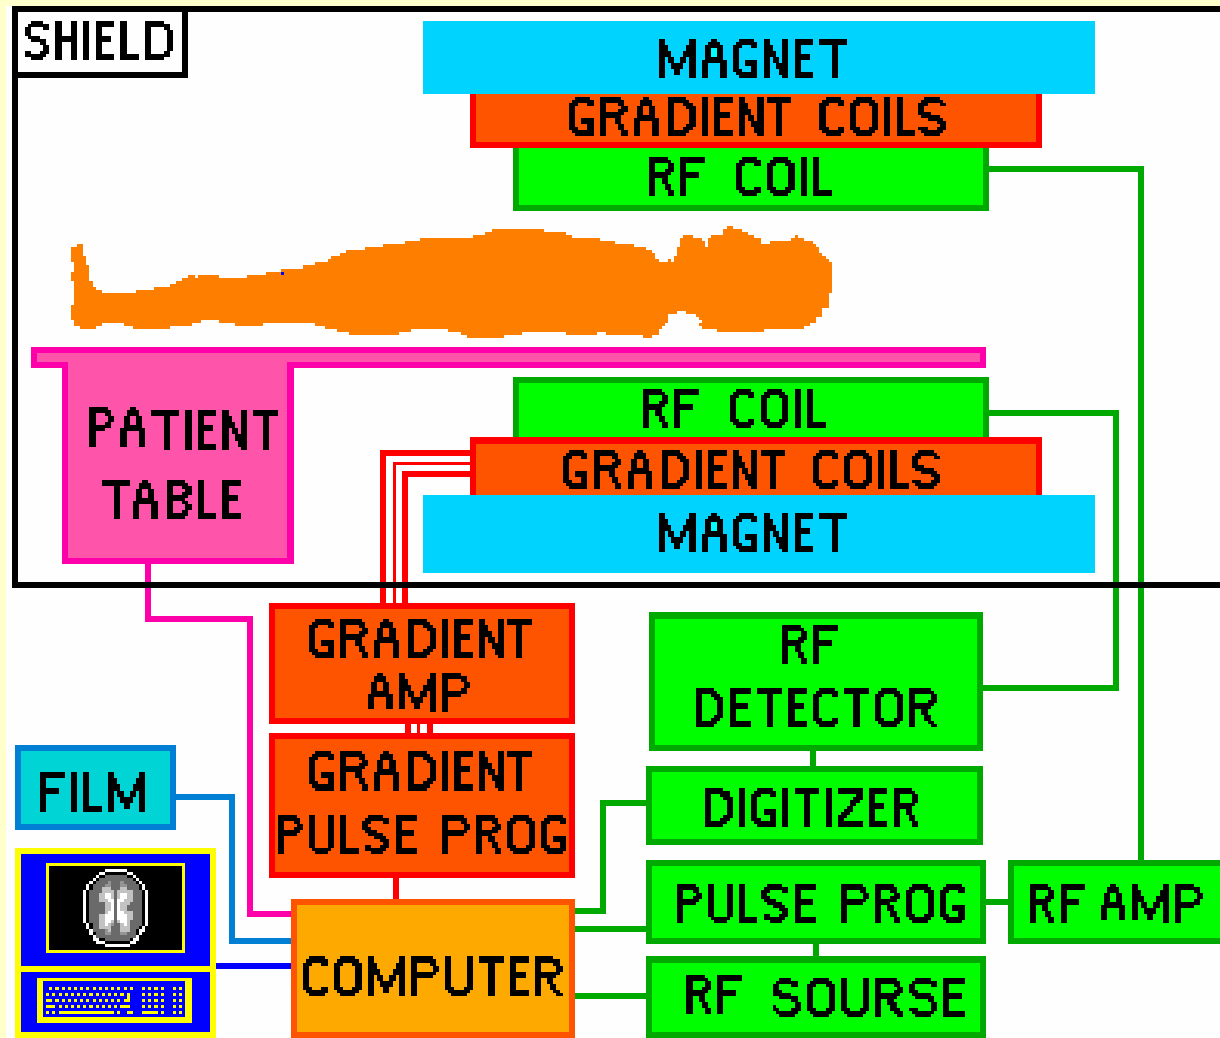 SHIELD
MAGNET
GRADIENT COILS
RF COIL
RF COIL
GRADIENT COILS
MAGNET
PATIENT
TABLE
GRADIENT
AMP
GRADIENT
PULSE PROG
RF
DETECTOR
DIGITIZER
FILM
PULSE PROG
RF AMP
COMPUTER
RF SOURSE